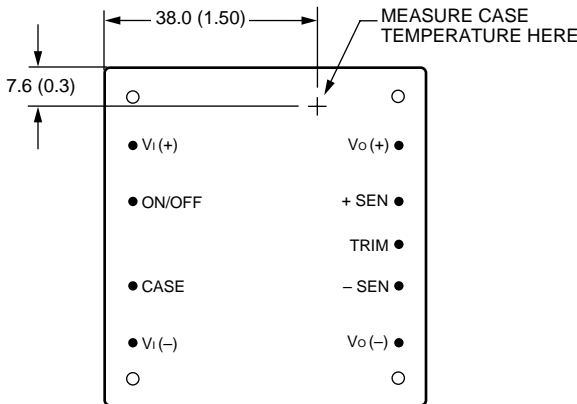 38.0 (1.50)
MEASURE CASE
TEMPERATURE HERE
7.6 (0.3)
VI (+)
VO (+)
ON/OFF
+ SEN
TRIM
CASE
– SEN
VI (–)
VO (–)